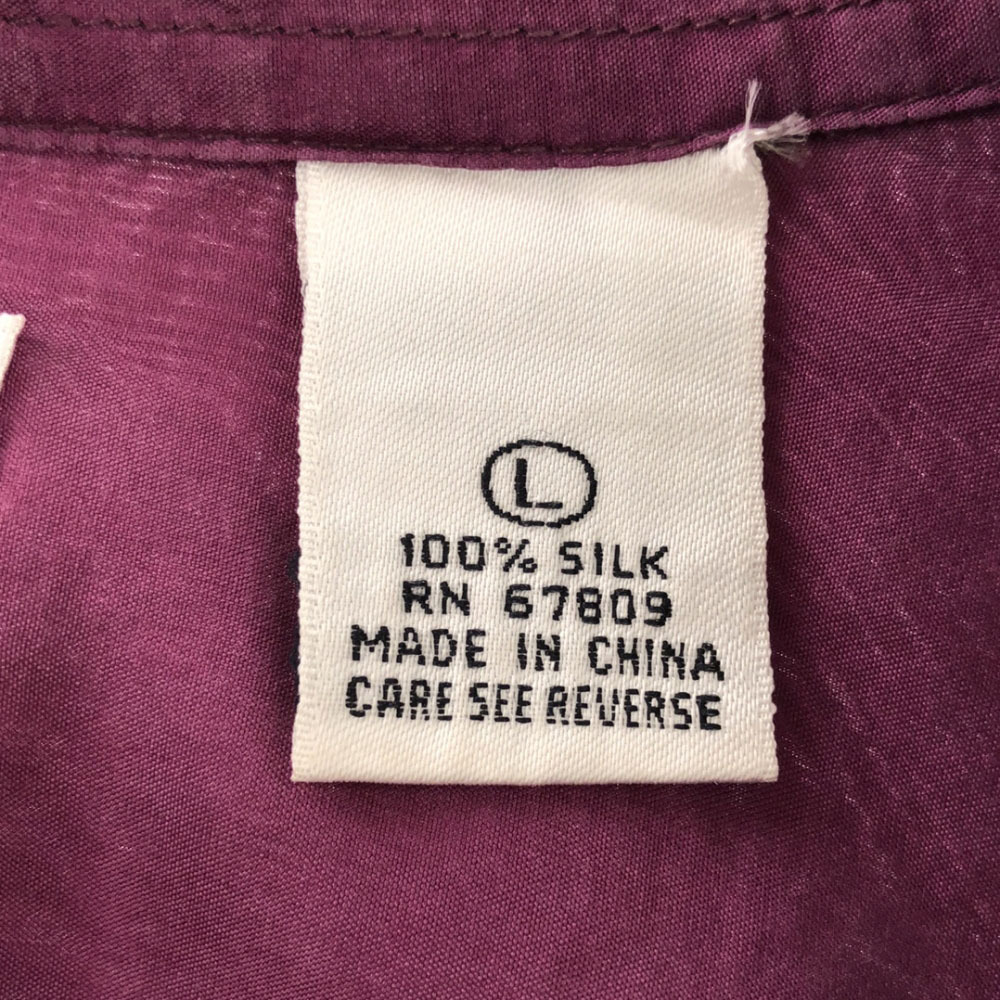 L
100% SILK
RN 67809
MADE IN CHINA
CARE SEE REVERSE